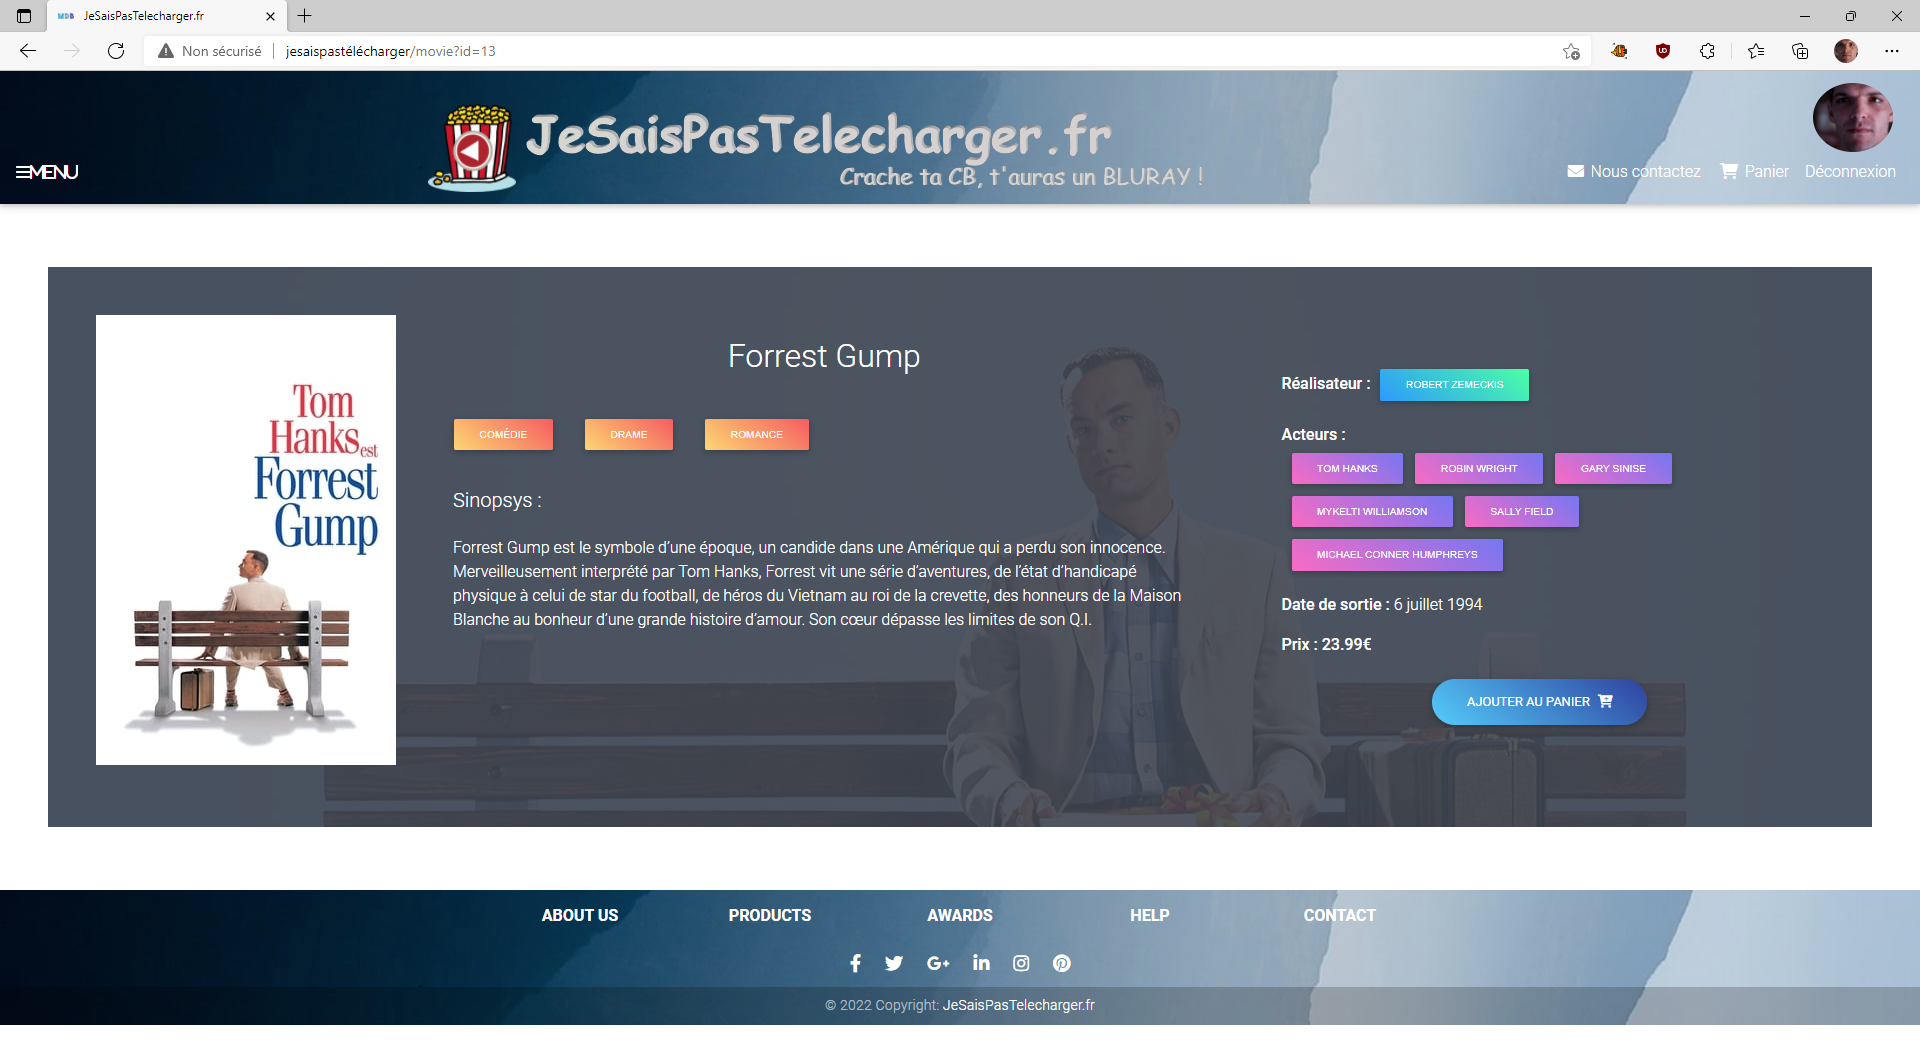 JeSaisPasTelecharger.fr
Non sécurisé
jesaispastélécharger/movie?id=13
MENU
JeSaisPasTelecharger.fr
Crache ta CB, t'auras un BLURAY !
Nous contactez
Panier
Déconnexion
Tom
Hanks est
Forrest
Gump
Forrest Gump
COMÉDIE
DRAME
ROMANCE
Sinopsys :
Forrest Gump est le symbole d’une époque, un candide dans une Amérique qui a perdu son innocence.
Merveilleusement interprété par Tom Hanks, Forrest vit une série d’aventures, de l’état d’handicapé
physique à celui de star du football, de héros du Vietnam au roi de la crevette, des honneurs de la Maison
Blanche au bonheur d’une grande histoire d’amour. Son cœur dépasse les limites de son Q.I.
Réalisateur : ROBERT ZEMECKIS
Acteurs :
TOM HANKS ROBIN WRIGHT GARY SINISE
MYKELTI WILLIAMSON SALLY FIELD
MICHAEL CONNER HUMPHREYS
Date de sortie : 6 juillet 1994
Prix : 23.99€
AJOUTER AU PANIER
ABOUT US PRODUCTS AWARDS HELP CONTACT
© 2022 Copyright: JeSaisPasTelecharger.fr